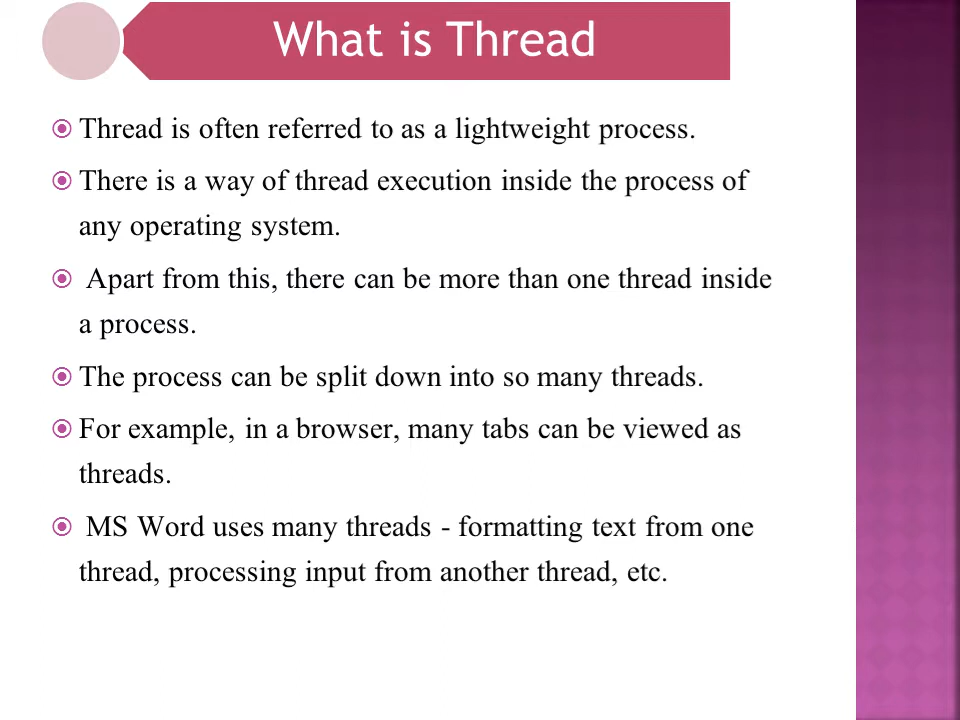 What is Thread
Thread is often referred to as a lightweight process.
There is a way of thread execution inside the process of
any operating system.
Apart from this, there can be more than one thread inside
a process.
The process can be split down into so many threads.
For example, in a browser, many tabs can be viewed as
threads.
MS Word uses many threads - formatting text from one
thread, processing input from another thread, etc.